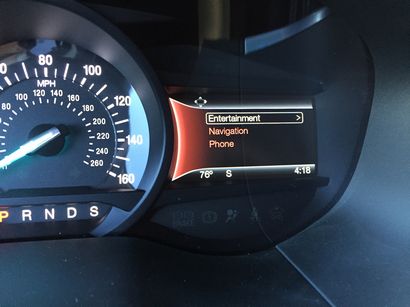 60 80 100 120 140 160
MPH
80 100 120 140 160 180 200 220 240 260
Entertainment >
Navigation
Phone
76° S 4:18
P R N D S